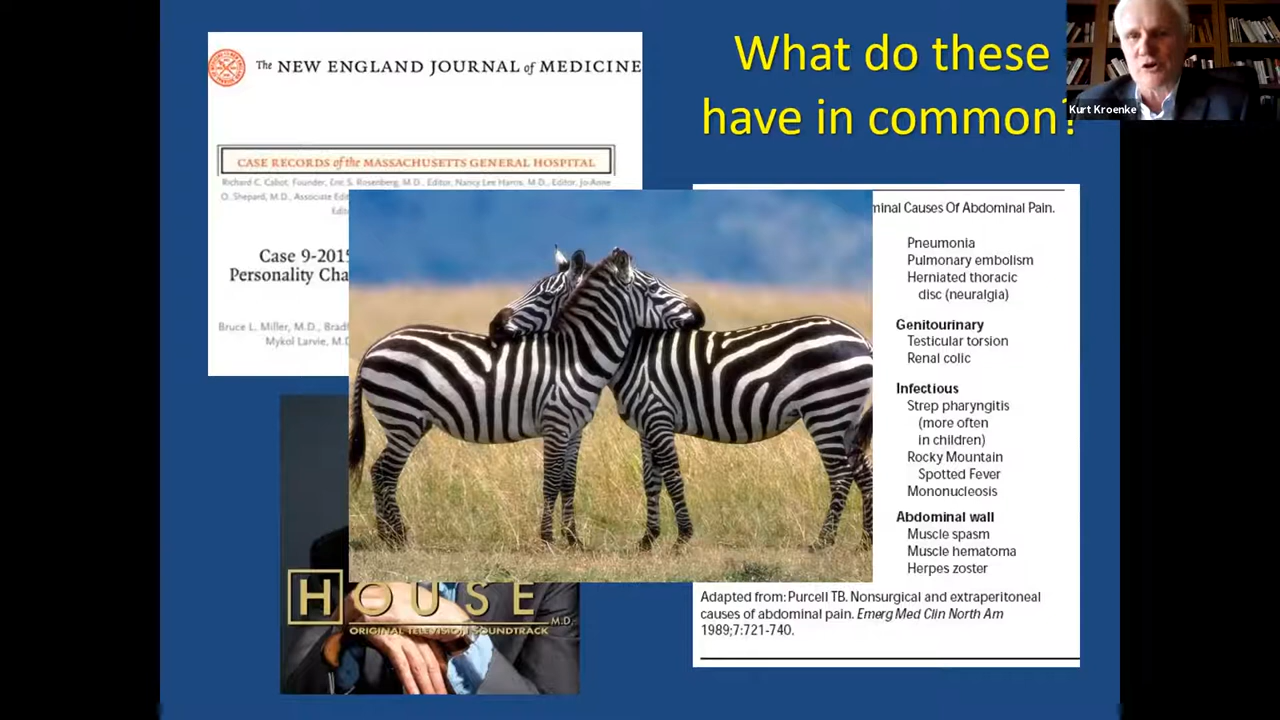 What do these
have in common?
Kurt Kroenke
The NEW ENGLAND JOURNAL of MEDICINE
CASE RECORDS of the MASSACHUSETTS GENERAL HOSPITAL
Richard C. Cabot, Founder, Eric S. Rosenberg, M.D., Editor, Nancy Lee Harris, M.D., Editor, Jo-Anne
O. Shepard, M.D., Associate
Case 9-2015
Personality
Bruce L. Miller, M.D.,
Mykol Larvie,
Causes Of Abdominal Pain.
Pneumonia
Pulmonary embolism
Herniated thoracic
disc (neuralgia)
Genitourinary
Testicular torsion
Renal colic
Infectious
Strep pharyngitis
(more often
in children)
Rocky Mountain
Spotted Fever
Mononucleosis
Abdominal wall
Muscle spasm
Muscle hematoma
Herpes zoster
Adapted from: Purcell TB. Nonsurgical and extraperitoneal
causes of abdominal pain. Emerg Med Clin North Am
1989;7:721-740.
HOUSE
M.D.
ORIGINAL TELEVISION SOUNDTRACK